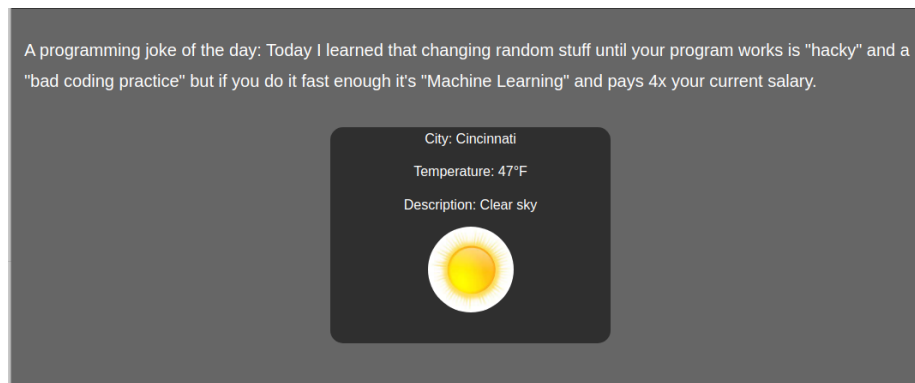 A programming joke of the day: Today I learned that changing random stuff until your program works is "hacky" and a
"bad coding practice" but if you do it fast enough it's "Machine Learning" and pays 4x your current salary.
City: Cincinnati
Temperature: 47°F
Description: Clear sky